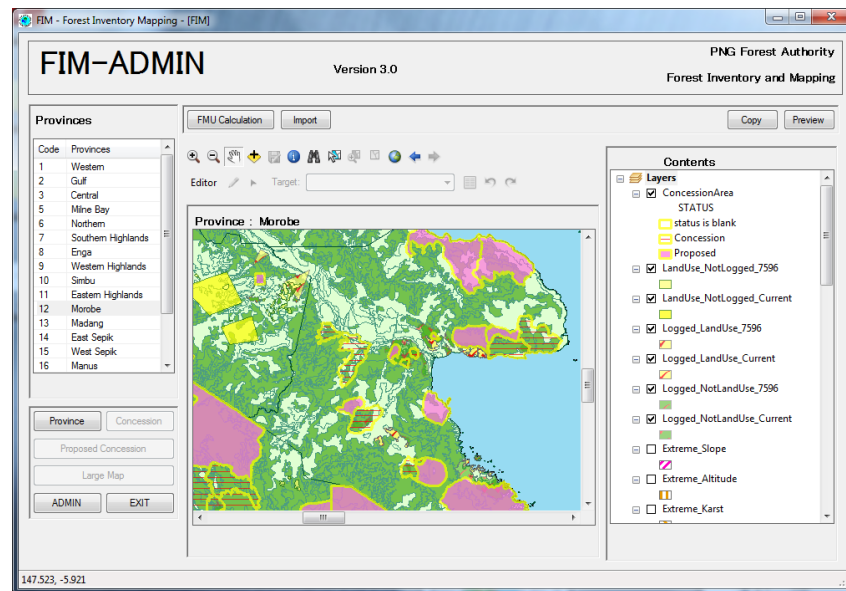 FIM - Forest Inventory Mapping - [FIM]
FIM-ADMIN
Version 3.0
PNG Forest Authority
Forest Inventory and Mapping
Provinces
Code Provinces
1 Western
2 Gulf
3 Central
5 Milne Bay
6 Northern
7 Southern Highlands
8 Enga
9 Western Highlands
10 Simbu
11 Eastern Highlands
12 Morobe
13 Madang
14 East Sepik
15 West Sepik
16 Manus
Province Concession
Proposed Concession
Large Map
ADMIN EXIT
FMU Calculation Import
Copy Preview
Editor Target:
Province : Morobe
Contents
Layers
ConcessionArea
STATUS
status is blank
Concession
Proposed
LandUse_NotLogged_7596
LandUse_NotLogged_Current
Logged_LandUse_7596
Logged_LandUse_Current
Logged_NotLandUse_7596
Logged_NotLandUse_Current
Extreme_Slope
Extreme_Altitude
Extreme_Karst
147.523, -5.921